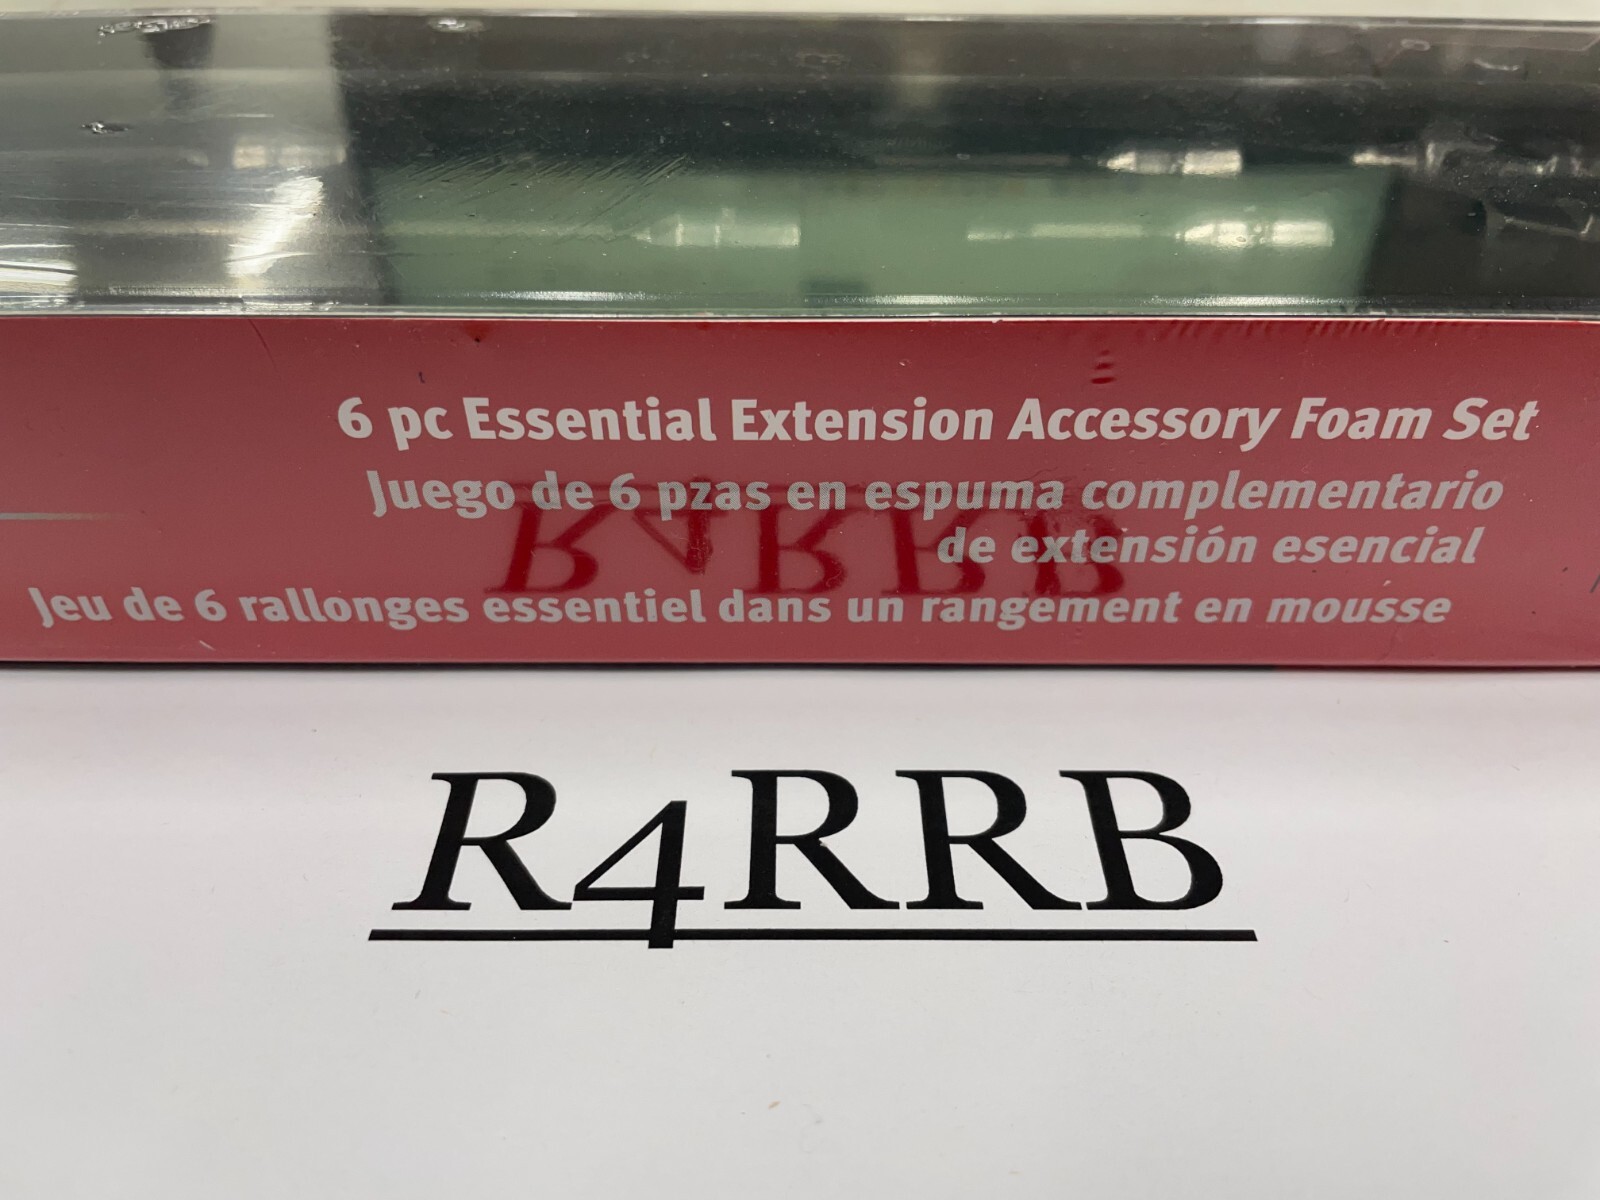 6 pc Essential Extension Accessory Foam Set
Juego de 6 pzas en espuma complementario
de extensión esencial
Jeu de 6 rallonges essentiel dans un rangement en mousse
R4RRB